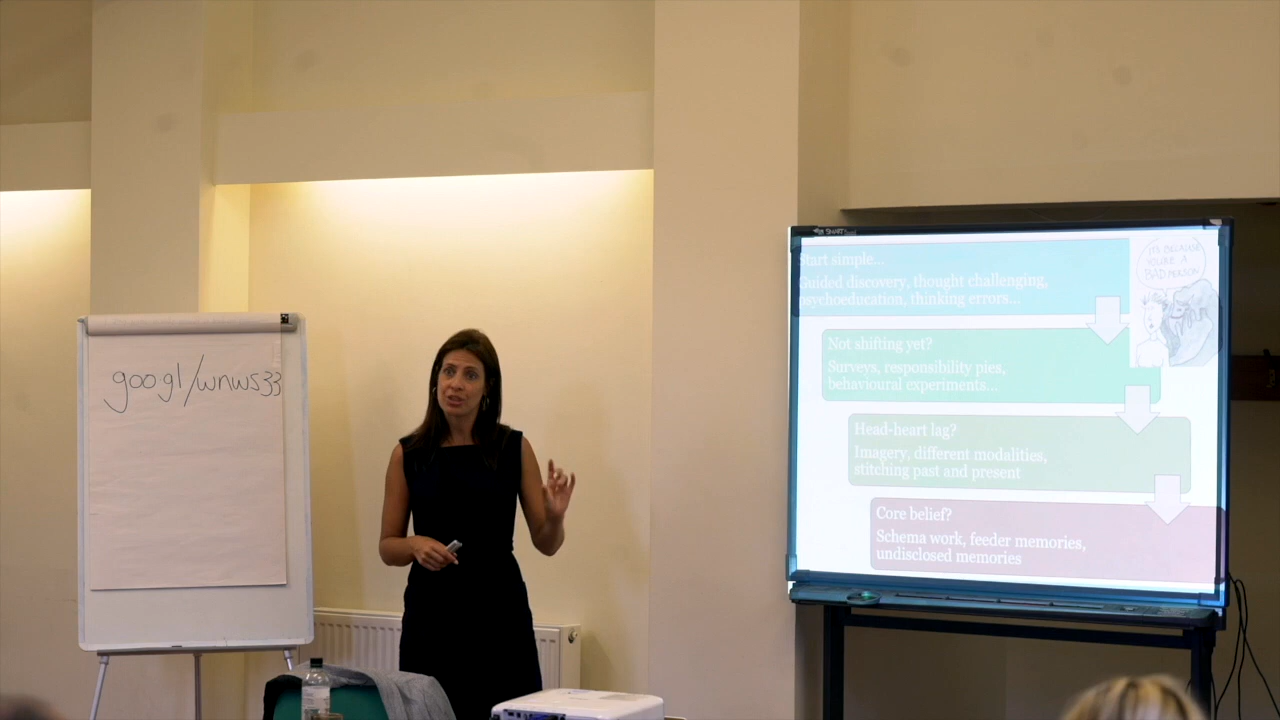 goo.gl/wnws33
SMART
Start simple...
Guided discovery, thought challenging,
psychoeducation, thinking errors...
IT'S BECAUSE
YOU'RE A
BAD PERSON
Not shifting yet?
Surveys, responsibility pies,
behavioural experiments...
Head-heart lag?
Imagery, different modalities,
stitching past and present
Core belief?
Schema work, feeder memories,
undisclosed memories